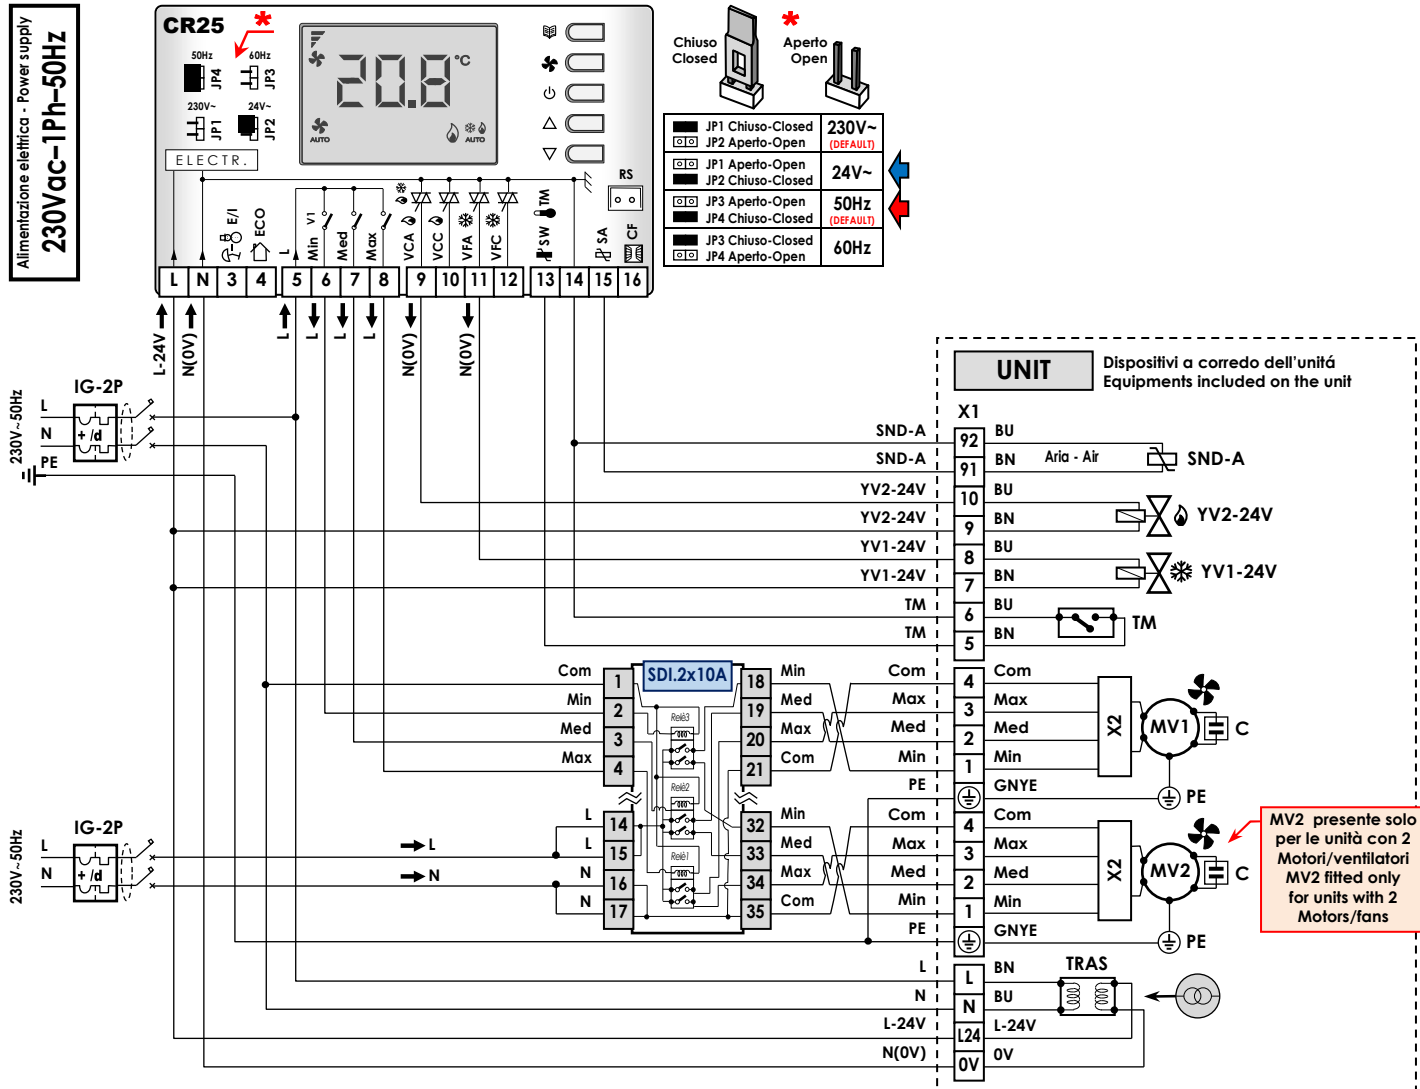 Alimentazione elettrica - Power supply
230Vac–1Ph–50Hz
CR25
*
50Hz
60Hz
JP4
JP3
230V~
24V~
JP1
JP2
ELECTR.
20.8 °C
AUTO
AUTO
RS
E/I
ECO
L
Min
V1
Med
Max
VCA
VCC
VFA
VFC
SW
TM
SA
CF
L N 3 4 5 6 7 8 9 10 11 12 13 14 15 16
Chiuso
Closed
*
Aperto
Open
JP1 Chiuso-Closed
JP2 Aperto-Open
230V~
(DEFAULT)
JP1 Aperto-Open
JP2 Chiuso-Closed
24V~
JP3 Aperto-Open
JP4 Chiuso-Closed
50Hz
(DEFAULT)
JP3 Chiuso-Closed
JP4 Aperto-Open
60Hz
L-24V
N(0V)
L
L
L
L
N(0V)
N(0V)
230V~50Hz
L
N
PE
IG-2P
+ /d
UNIT
Dispositivi a corredo dell'unitá
Equipments included on the unit
X1
SND-A 92 BU
SND-A 91 BN
Aria - Air
SND-A
YV2-24V 10 BU
YV2-24V 9 BN
YV2-24V
YV1-24V 8 BU
YV1-24V 7 BN
YV1-24V
TM 6 BU
TM 5 BN
TM
SDI.2x10A
Com 1
Min 2
Med 3
Max 4
18 Min
19 Med
20 Max
21 Com
Relè3
Relè2
Relè1
L 14
L 15
N 16
N 17
32 Min
33 Med
34 Max
35 Com
Com 4 Com
Max 3 Max
Med 2 Med
Min 1 Min
PE GNYE
X2
MV1
C
PE
Com 4 Com
Max 3 Max
Med 2 Med
Min 1 Min
PE GNYE
X2
MV2
C
PE
MV2 presente solo
per le unità con 2
Motori/ventilatori
MV2 fitted only
for units with 2
Motors/fans
230V~50Hz
L
N
IG-2P
+ /d
L
N
L L BN
N N BU
L-24V L24 L-24V
N(0V) 0V 0V
TRAS